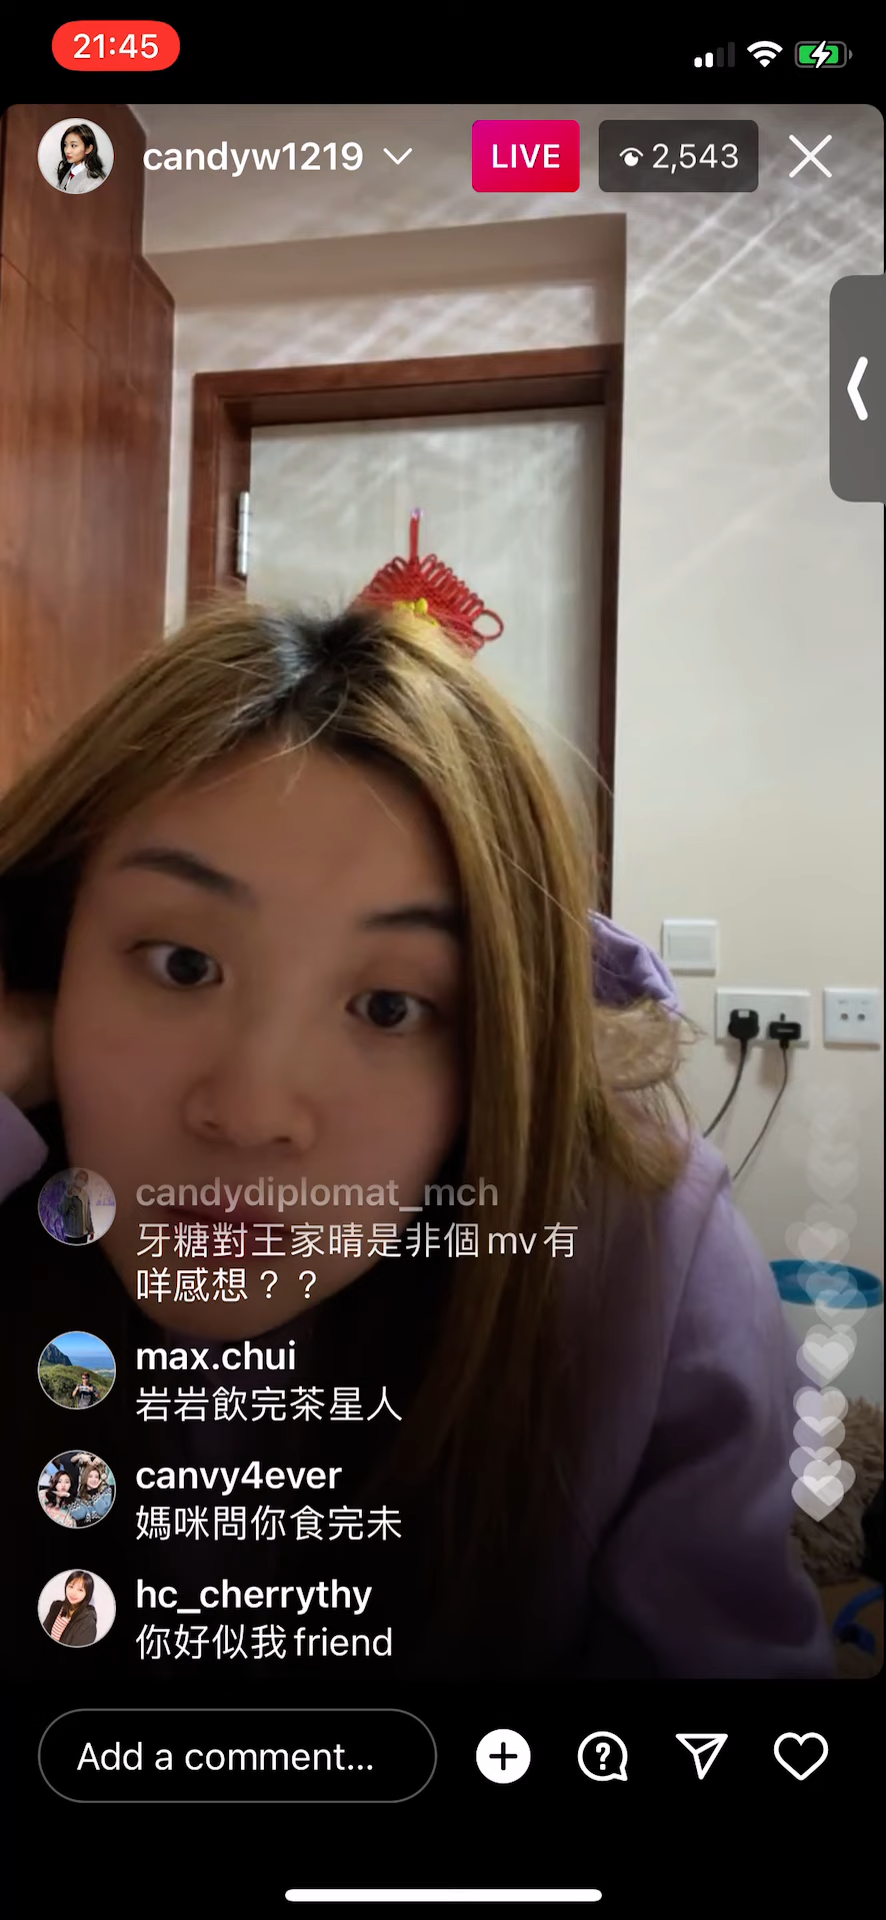 21:45
candyw1219
LIVE
2,543
candydiplomat_mch
牙糖對王家晴是非個mv有
咩感想？？
max.chui
岩岩飲完茶星人
canvy4ever
媽咪問你食完未
hc_cherrythy
你好似我friend
Add a comment...